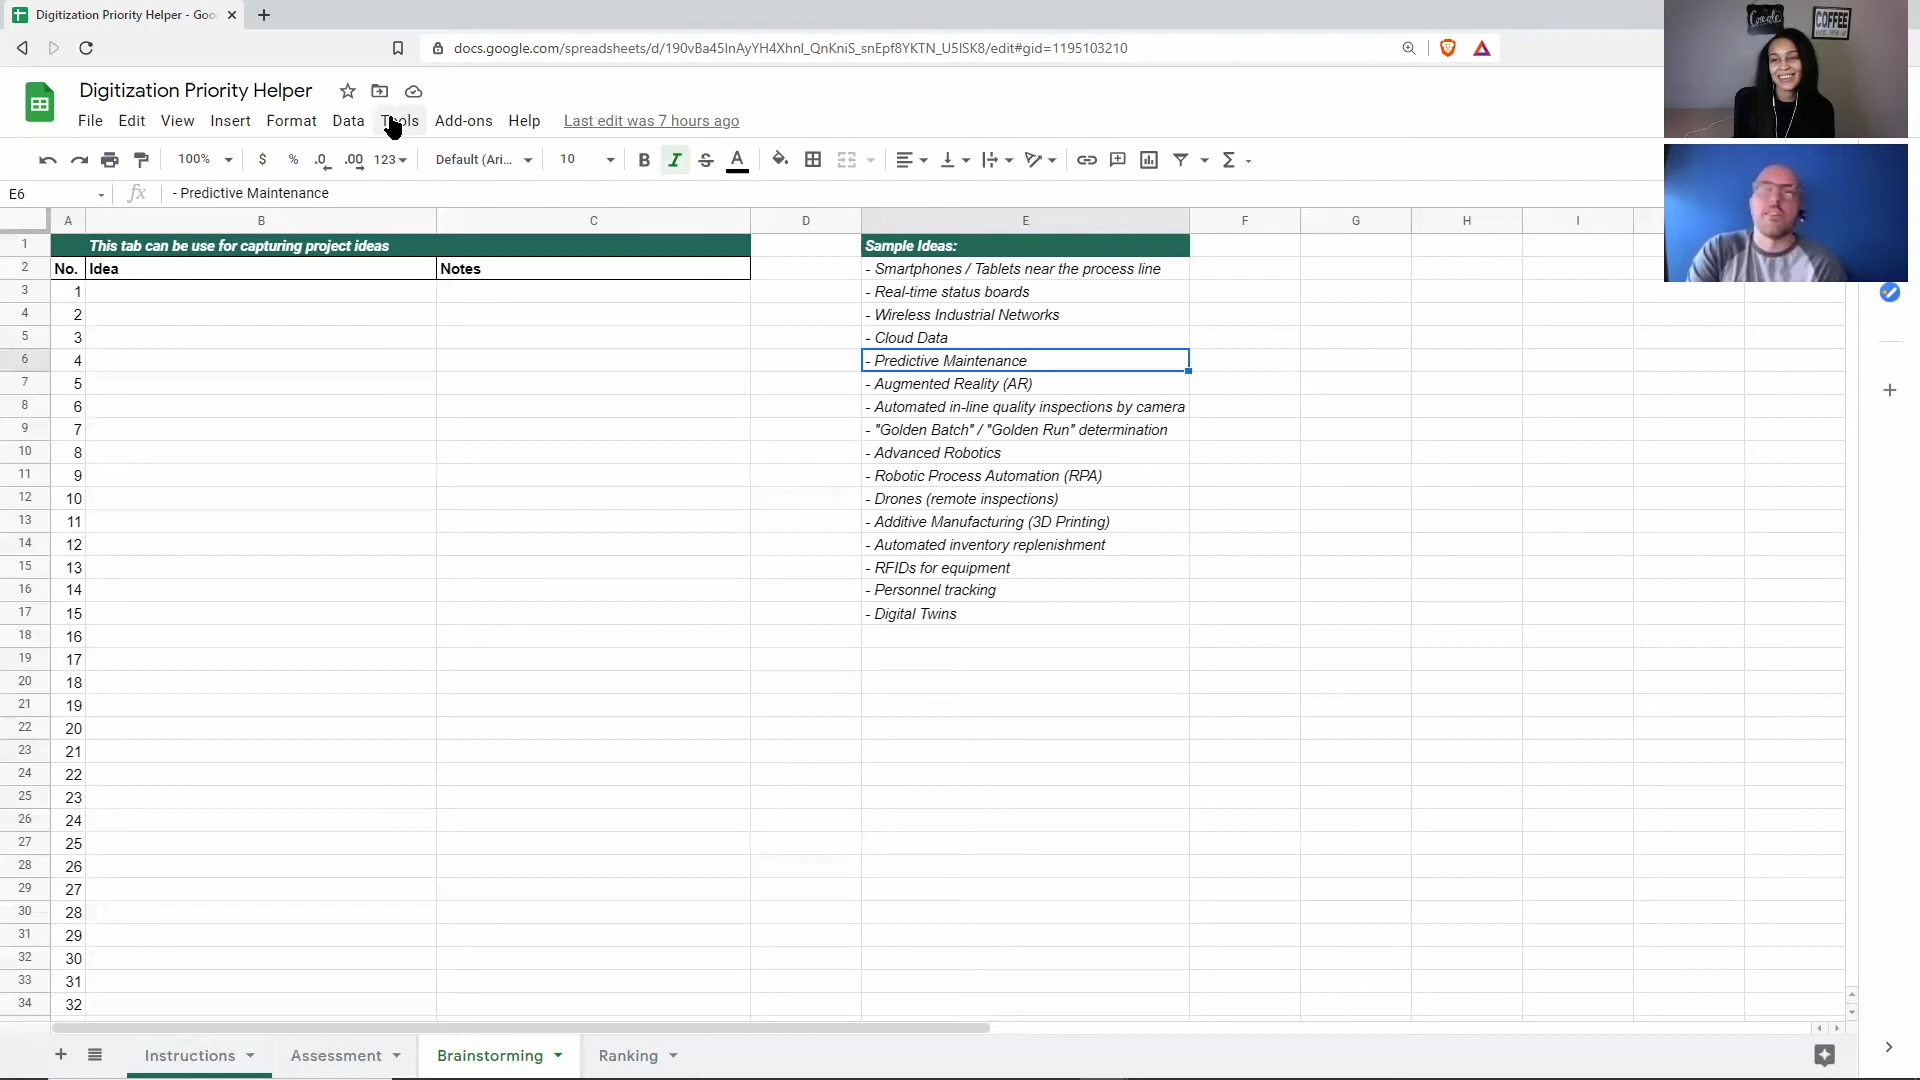 Digitization Priority Helper - Goo
docs.google.com/spreadsheets/d/190vBa45lnAyYH4Xhnl_QnKniS_snEpf8YKTN_U5ISK8/edit#gid=1195103210
Digitization Priority Helper
File Edit View Insert Format Data Tools Add-ons Help Last edit was 7 hours ago
100% $ % .0 .00 123 Default (Ari... 10 B I S A Σ
E6 fx - Predictive Maintenance
A B C D E F G H I
1 This tab can be use for capturing project ideas Sample Ideas:
2 No. Idea Notes - Smartphones / Tablets near the process line
3 1 - Real-time status boards
4 2 - Wireless Industrial Networks
5 3 - Cloud Data
6 4 - Predictive Maintenance
7 5 - Augmented Reality (AR)
8 6 - Automated in-line quality inspections by camera
9 7 - "Golden Batch" / "Golden Run" determination
10 8 - Advanced Robotics
11 9 - Robotic Process Automation (RPA)
12 10 - Drones (remote inspections)
13 11 - Additive Manufacturing (3D Printing)
14 12 - Automated inventory replenishment
15 13 - RFIDs for equipment
16 14 - Personnel tracking
17 15 - Digital Twins
18 16
19 17
20 18
21 19
22 20
23 21
24 22
25 23
26 24
27 25
28 26
29 27
30 28
31 29
32 30
33 31
34 32
Instructions Assessment Brainstorming Ranking
Create
COFFEE